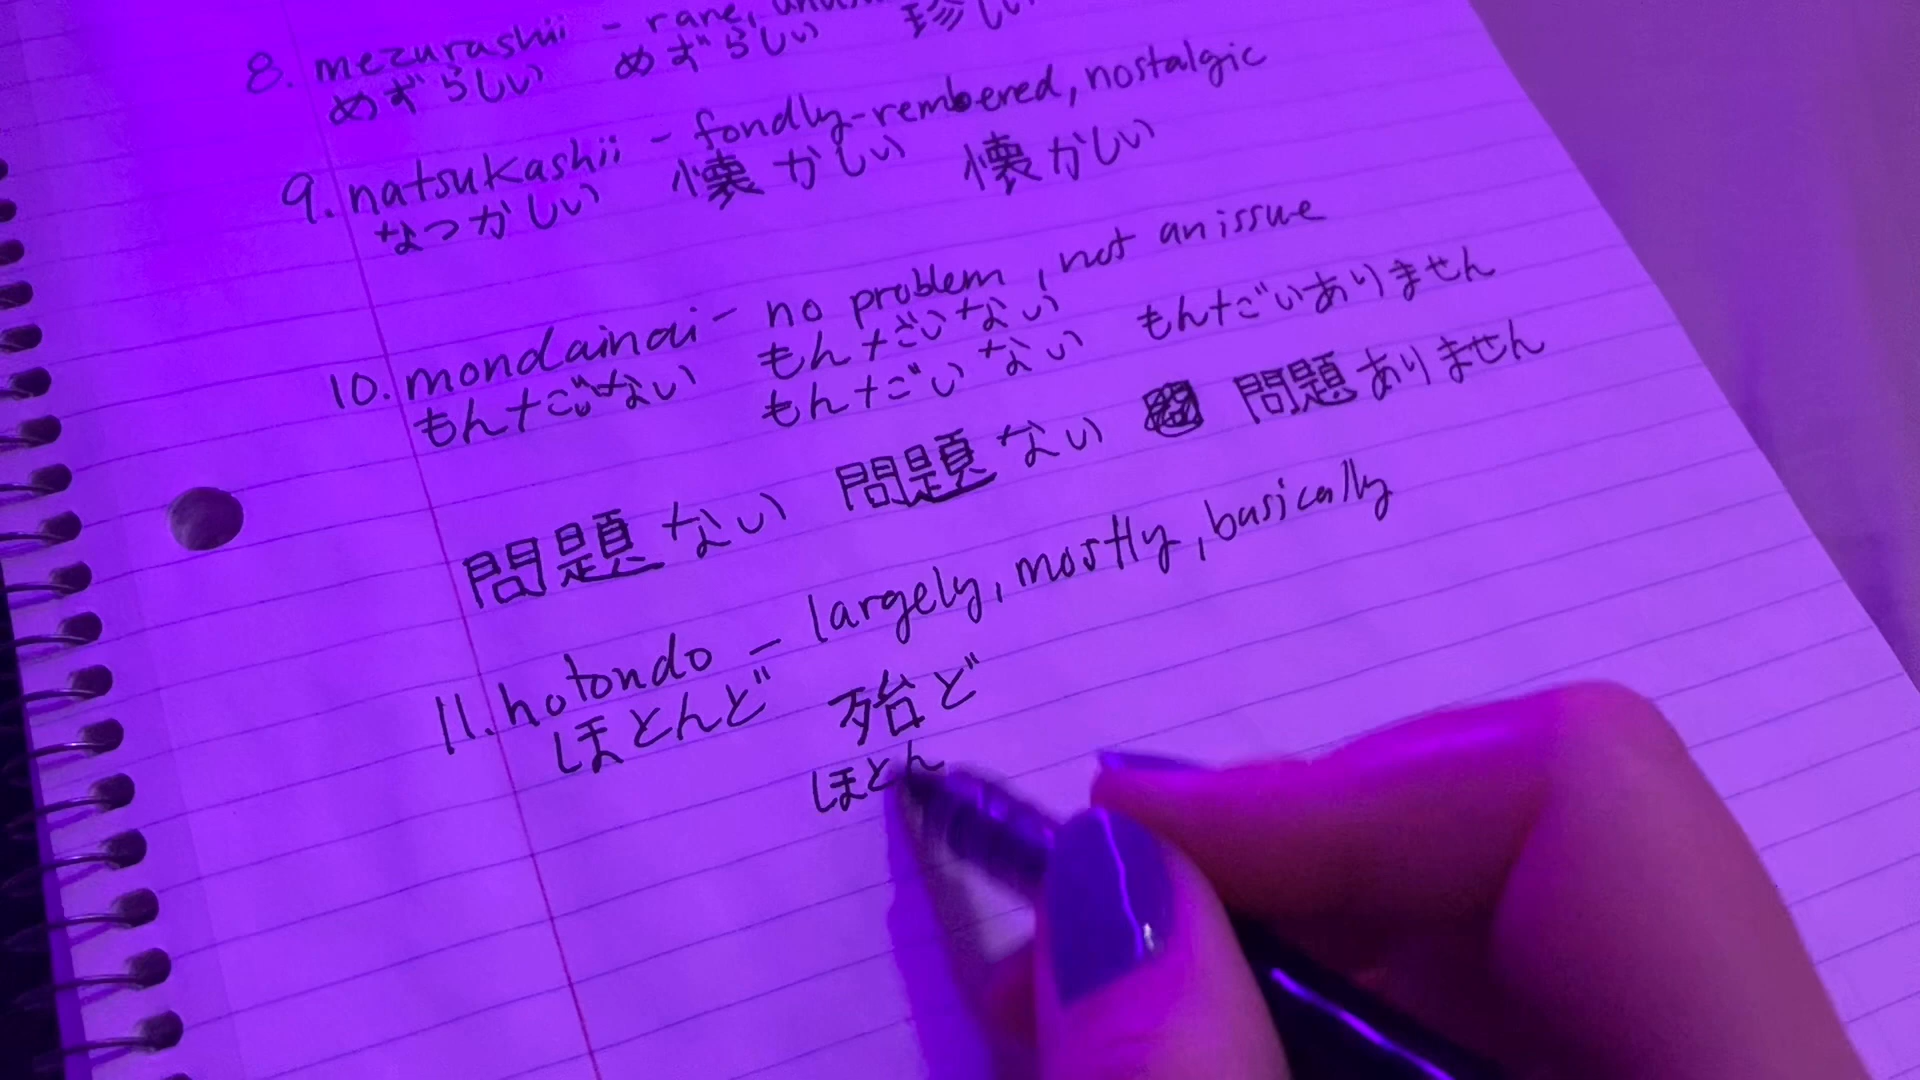 8. mezurashii - rare,
めずらしい めずらしい 珍しい
9. natsukashii - fondly-rembered, nostalgic
なつかしい 懐かしい 懐かしい
10. mondainai - no problem, not an issue
もんだいない もんだいない
もんだいない もんだいありません
問題ない 問題ない 問題ありません
11. hotondo - largely, mostly, basically
ほとんど 殆ど
ほとん